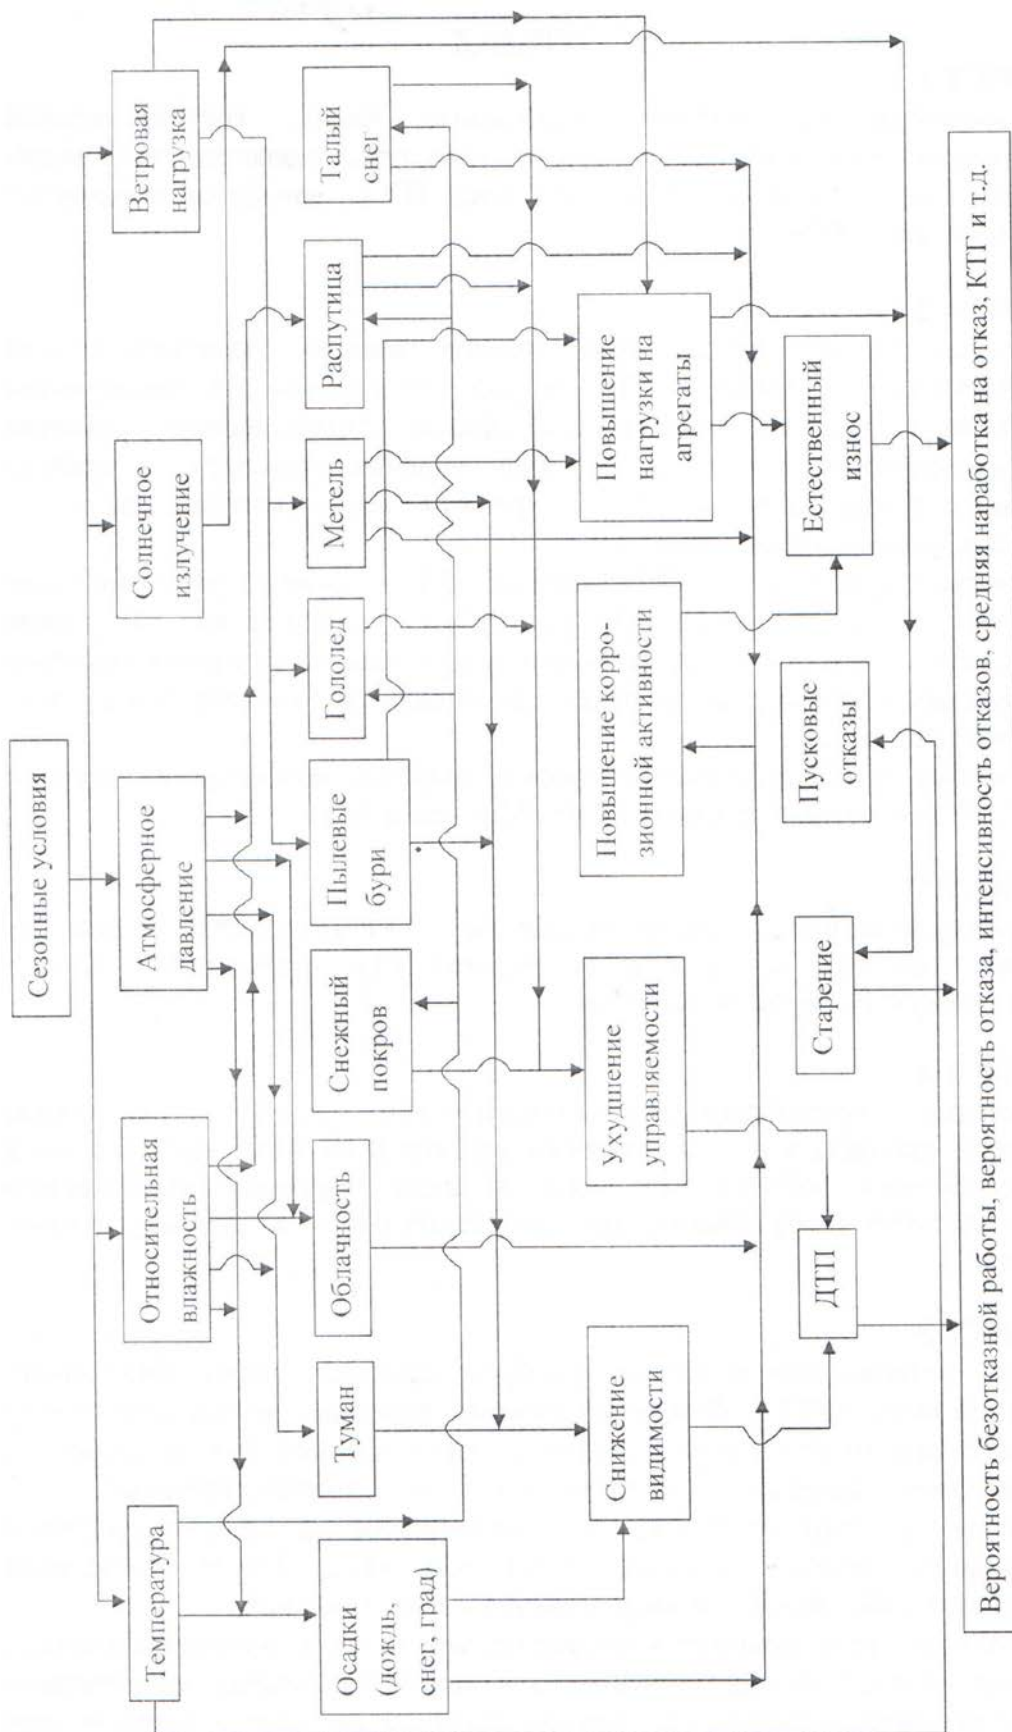 Сезонные условия
Температура
Относительная
влажность
Атмосферное
давление
Солнечное
излучение
Ветровая
нагрузка
Осадки
(дождь,
снег, град)
Туман
Облачность
Снежный
покров
Пылевые
бури
Гололед
Метель
Распутица
Талый
снег
Снижение
видимости
Ухудшение
управляемости
Повышение корро-
зионной активности
Повышение
нагрузки на
агрегаты
ДТП
Старение
Пусковые
отказы
Естественный
износ
Вероятность безотказной работы, вероятность отказа, интенсивность отказов, средняя наработка на отказ, КТГ и т.д.